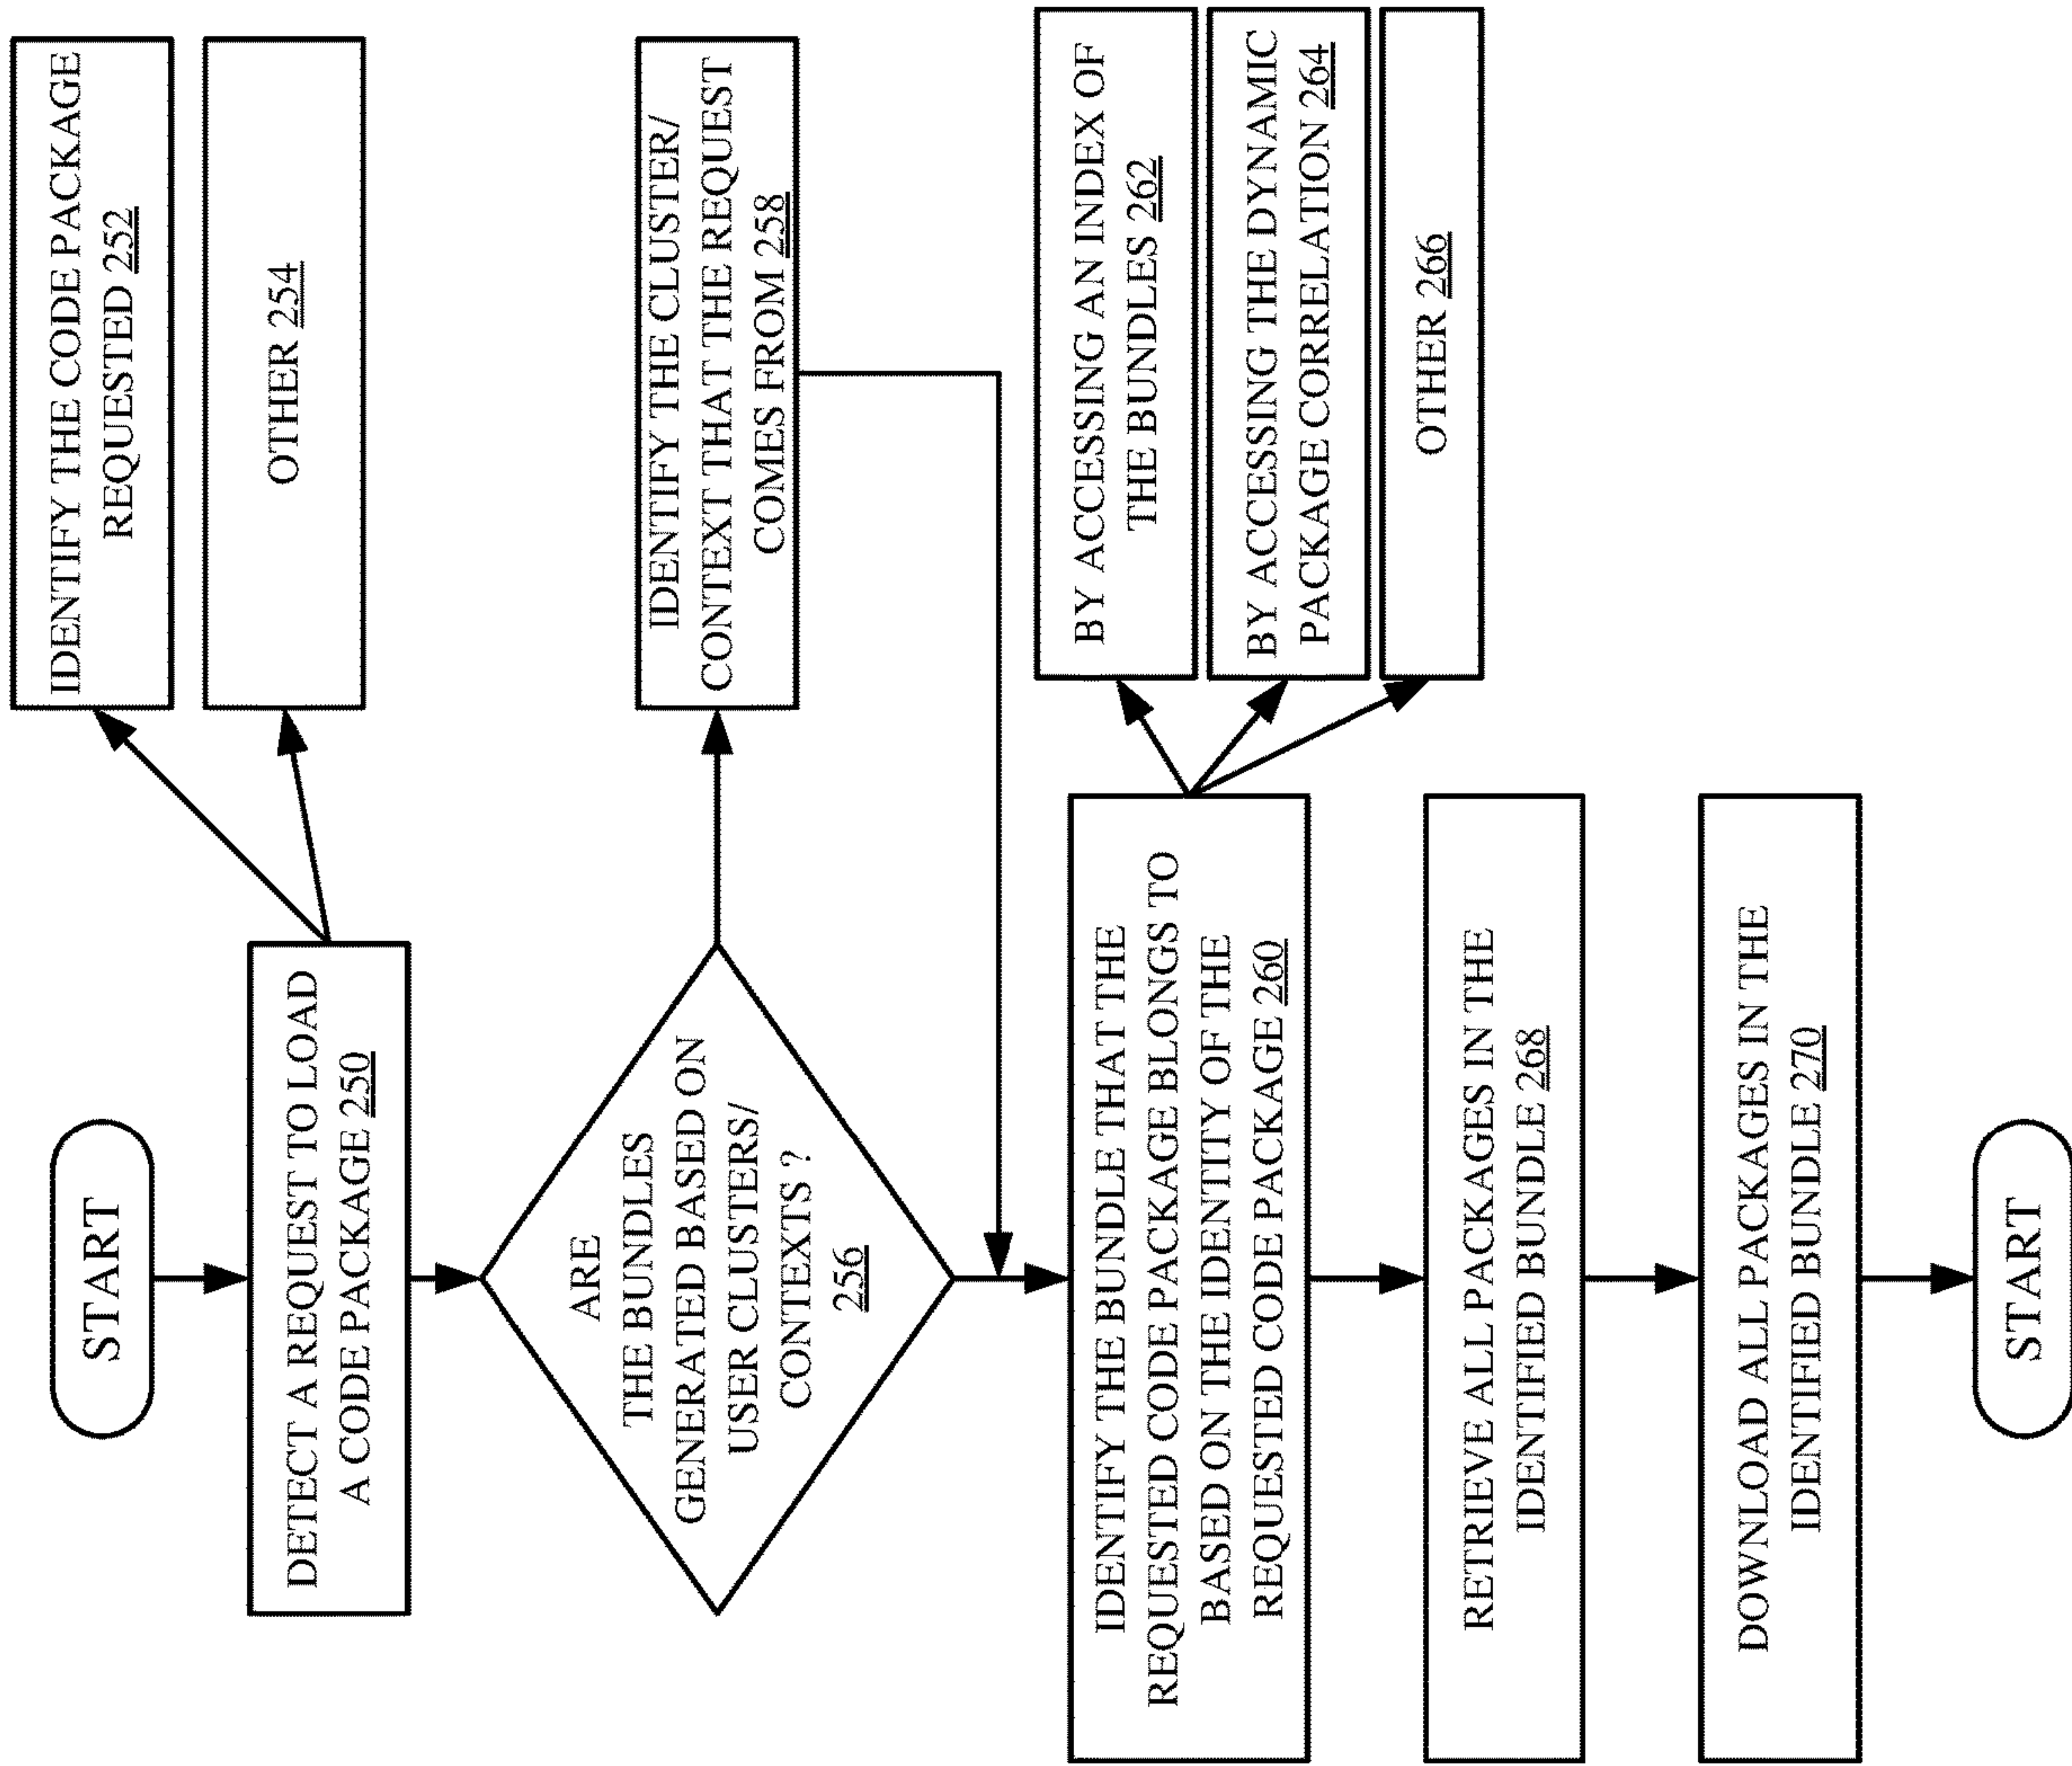 START
DETECT A REQUEST TO LOAD
A CODE PACKAGE 250
IDENTIFY THE CODE PACKAGE
REQUESTED 252
OTHER 254
ARE
THE BUNDLES
GENERATED BASED ON
USER CLUSTERS/
CONTEXTS ?
256
IDENTIFY THE CLUSTER/
CONTEXT THAT THE REQUEST
COMES FROM 258
IDENTIFY THE BUNDLE THAT THE
REQUESTED CODE PACKAGE BLONGS TO
BASED ON THE IDENTITY OF THE
REQUESTED CODE PACKAGE 260
BY ACCESSING AN INDEX OF
THE BUNDLES 262
BY ACCESSING THE DYNAMIC
PACKAGE CORRELATION 264
OTHER 266
RETRIEVE ALL PACKAGES IN THE
IDENTIFIED BUNDLE 268
DOWNLOAD ALL PACKAGES IN THE
IDENTIFIED BUNDLE 270
START